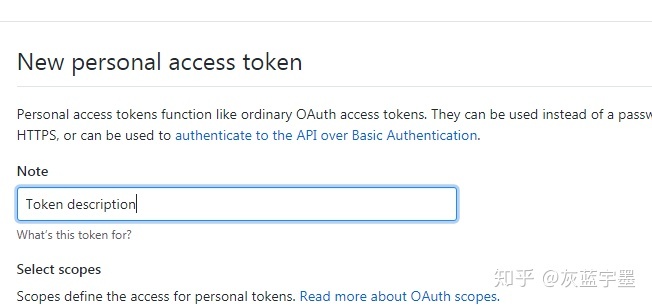 New personal access token
Personal access tokens function like ordinary OAuth access tokens. They can be used instead of a
HTTPS, or can be used to authenticate to the API over Basic Authentication.
Note
Token description
What's this token for?
Select scopes
Scopes define the access for personal tokens. Read more about OAuth scopes.
知乎 @灰蓝宇墨